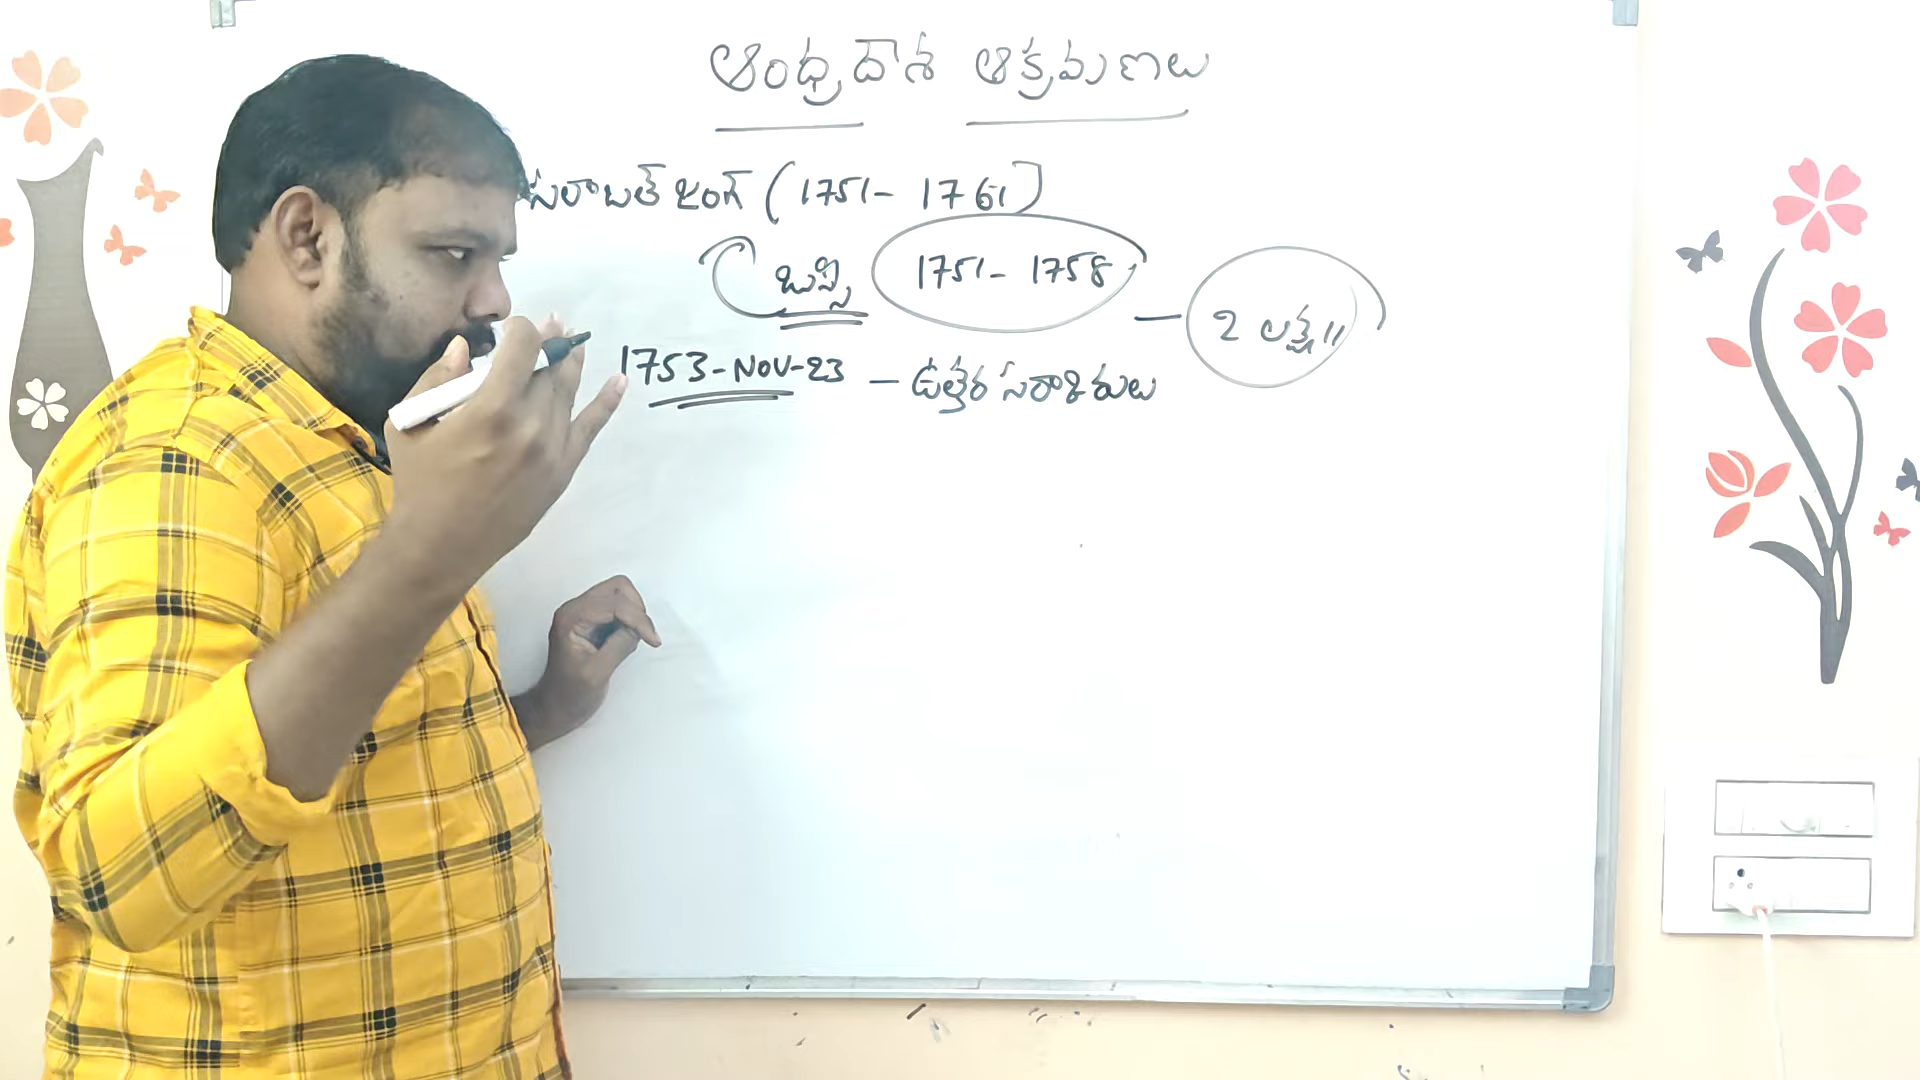 ఆంధ్రదేశ ఆక్రమణలు
సలాబత్ జంగ్ (1751- 1761)
బుస్సి 1751- 1758 - 2 లక్షలు
1753-NOV-23 - ఉత్తర సర్కారులు